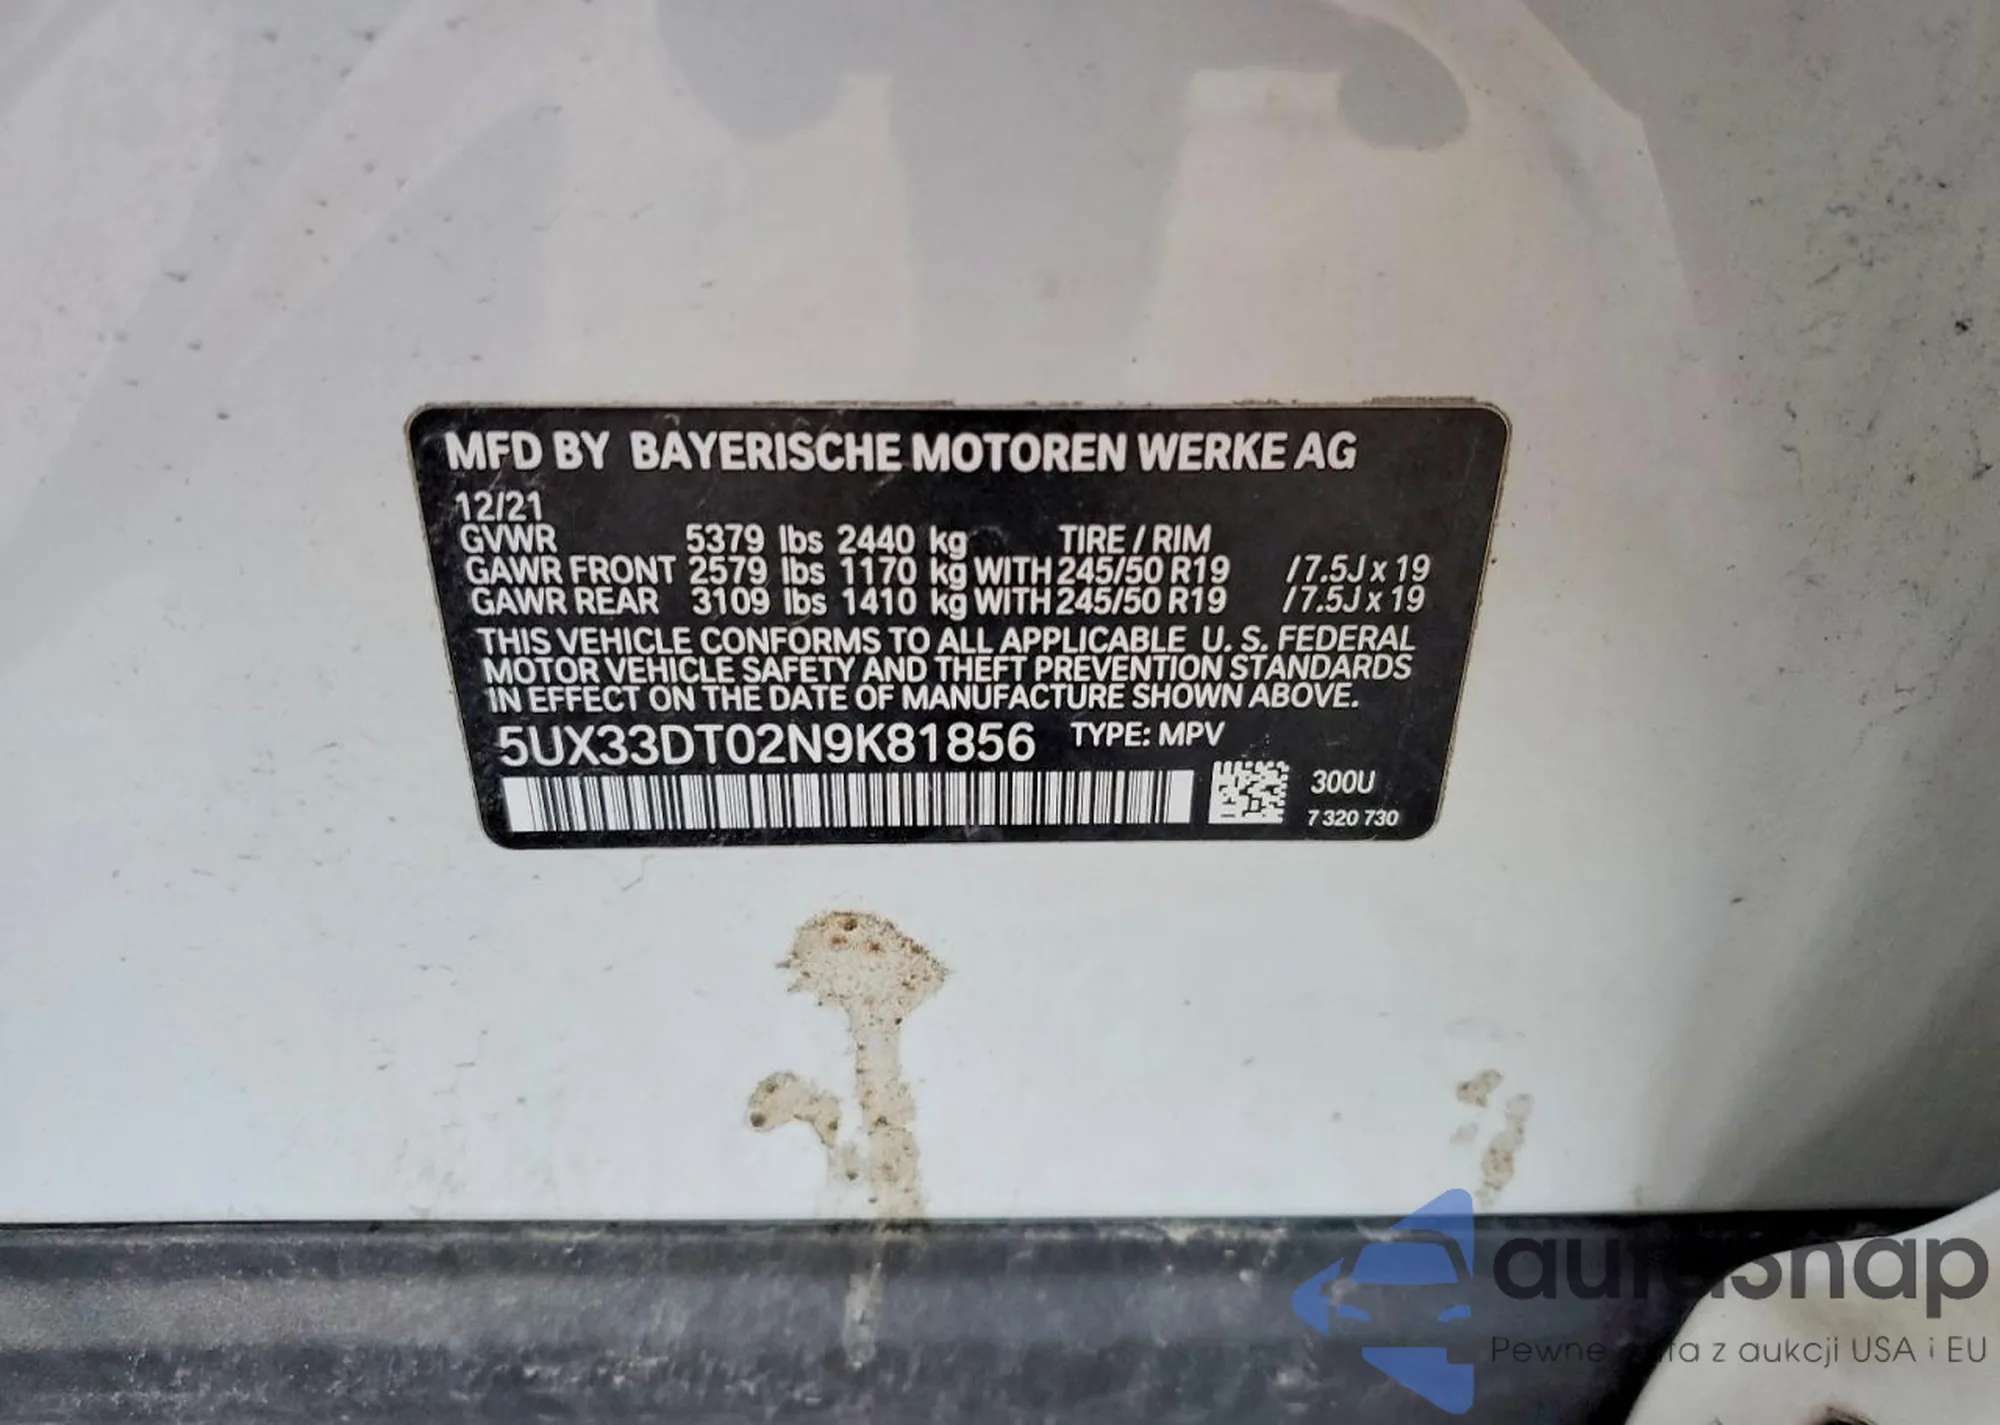 MFD BY BAYERISCHE MOTOREN WERKE AG
12/21
GVWR 5379 lbs 2440 kg TIRE / RIM
GAWR FRONT 2579 lbs 1170 kg WITH 245/50 R19 / 7.5J x 19
GAWR REAR 3109 lbs 1410 kg WITH 245/50 R19 / 7.5J x 19
THIS VEHICLE CONFORMS TO ALL APPLICABLE U. S. FEDERAL
MOTOR VEHICLE SAFETY AND THEFT PREVENTION STANDARDS
IN EFFECT ON THE DATE OF MANUFACTURE SHOWN ABOVE.
5UX33DT02N9K81856 TYPE: MPV
300U
7 320 730
autasnap
Pewne auta z aukcji USA i EU